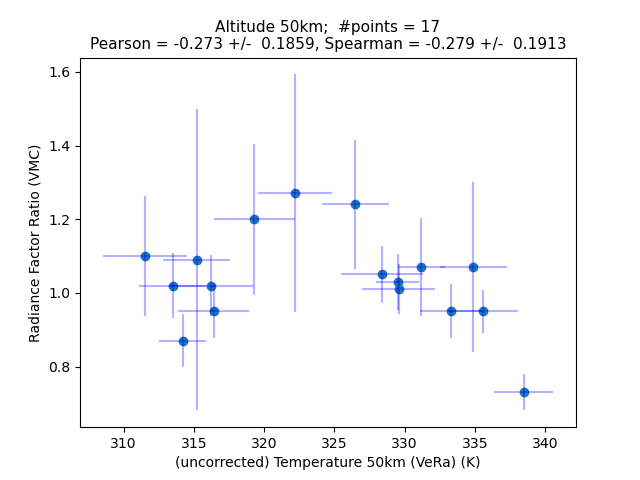 Altitude 50km;  #points = 17
Pearson = -0.273 +/-  0.1859, Spearman = -0.279 +/-  0.1913
Radiance Factor Ratio (VMC)
1.6
1.4
1.2
1.0
0.8
310 315 320 325 330 335 340
(uncorrected) Temperature 50km (VeRa) (K)